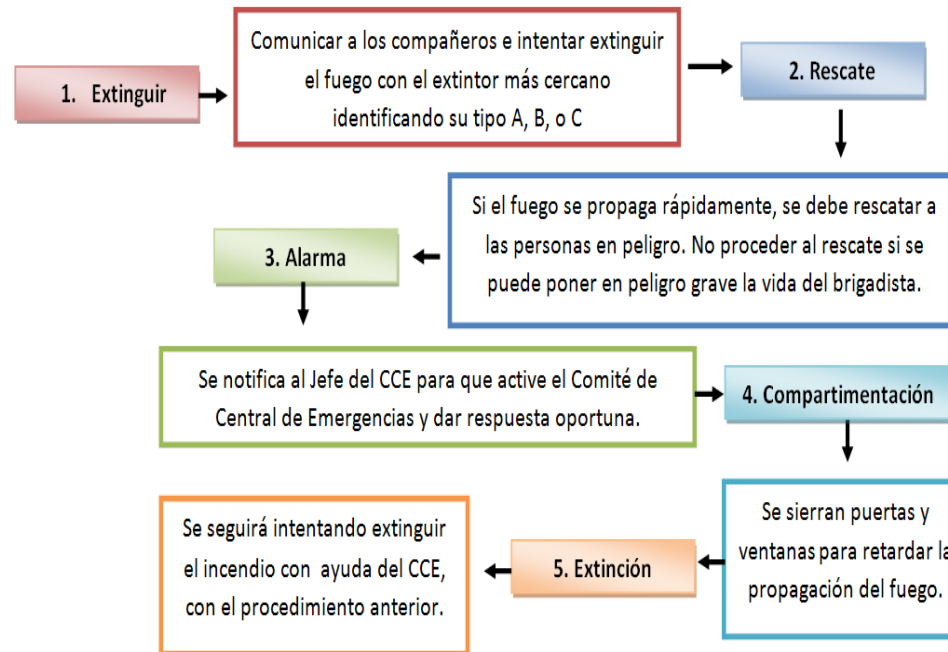 1. Extinguir
Comunicar a los compañeros e intentar extinguir
el fuego con el extintor más cercano
identificando su tipo A, B, o C
2. Rescate
Si el fuego se propaga rápidamente, se debe rescatar a
las personas en peligro. No proceder al rescate si se
puede poner en peligro grave la vida del brigadista.
3. Alarma
Se notifica al Jefe del CCE para que active el Comité de
Central de Emergencias y dar respuesta oportuna.
4. Compartimentación
Se sierran puertas y
ventanas para retardar la
propagación del fuego.
5. Extinción
Se seguirá intentando extinguir
el incendio con ayuda del CCE,
con el procedimiento anterior.